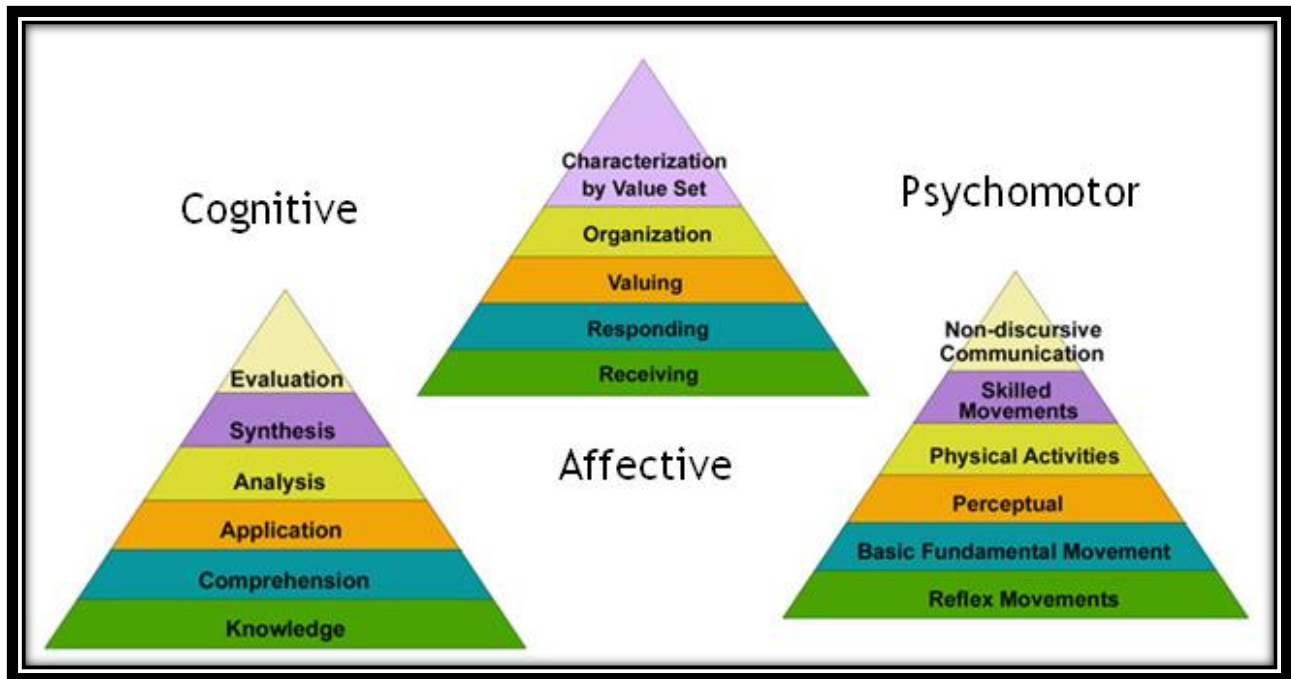 Cognitive
Evaluation
Synthesis
Analysis
Application
Comprehension
Knowledge
Characterization
by Value Set
Organization
Valuing
Responding
Receiving
Affective
Psychomotor
Non-discursive
Communication
Skilled
Movements
Physical Activities
Perceptual
Basic Fundamental Movement
Reflex Movements